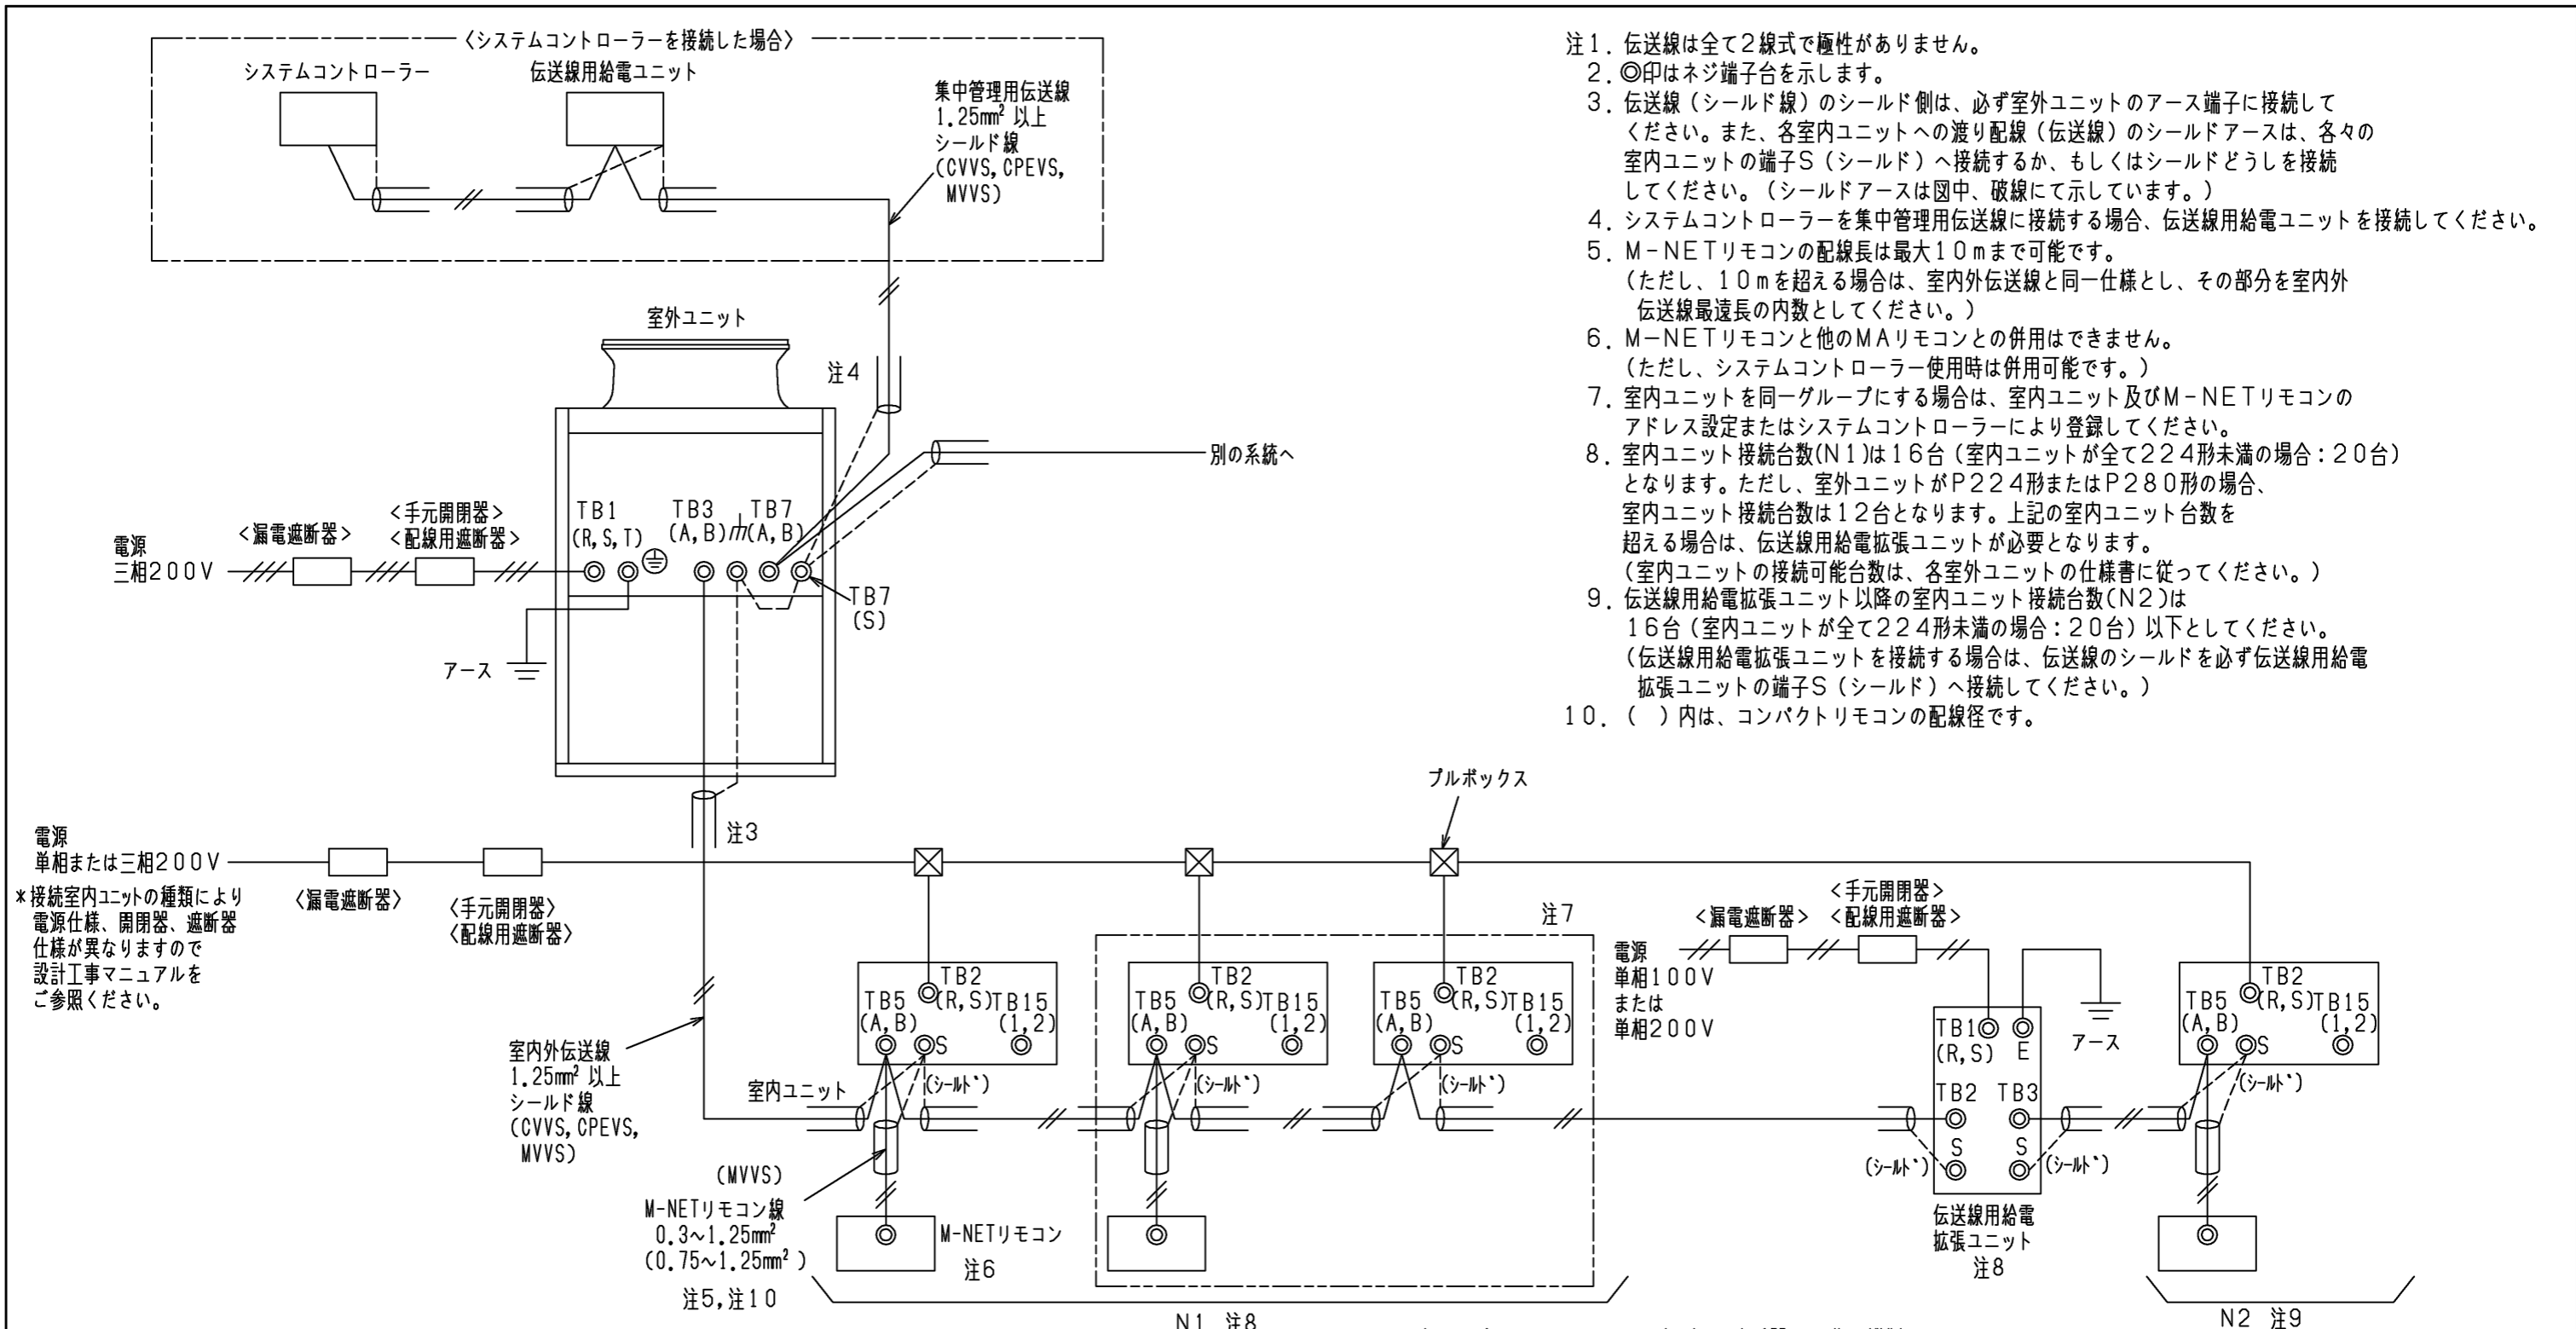 〈システムコントローラーを接続した場合〉
システムコントローラー
伝送線用給電ユニット
集中管理用伝送線
1.25mm² 以上
シールド線
(CVVS,CPEVS,
MVVS)
室外ユニット
注4
別の系統へ
電源
三相200V
<漏電遮断器>
<手元開閉器>
<配線用遮断器>
TB1
(R,S,T)
TB3
(A,B)
TB7
(A,B)
TB7
(S)
アース
注3
注1. 伝送線は全て2線式で極性がありません。
2. ◎印はネジ端子台を示します。
3. 伝送線(シールド線)のシールド側は、必ず室外ユニットのアース端子に接続して
ください。また、各室内ユニットへの渡り配線(伝送線)のシールドアースは、各々の
室内ユニットの端子S(シールド)へ接続するか、もしくはシールドどうしを接続
してください。(シールドアースは図中、破線にて示しています。)
4. システムコントローラーを集中管理用伝送線に接続する場合、伝送線用給電ユニットを接続してください。
5. M-NETリモコンの配線長は最大10mまで可能です。
(ただし、10mを超える場合は、室内外伝送線と同一仕様とし、その部分を室内外
伝送線最遠長の内数としてください。)
6. M-NETリモコンと他のMAリモコンとの併用はできません。
(ただし、システムコントローラー使用時は併用可能です。)
7. 室内ユニットを同一グループにする場合は、室内ユニット及びM-NETリモコンの
アドレス設定またはシステムコントローラーにより登録してください。
8. 室内ユニット接続台数(N1)は16台(室内ユニットが全て224形未満の場合:20台)
となります。ただし、室外ユニットがP224形またはP280形の場合、
室内ユニット接続台数は12台となります。上記の室内ユニット台数を
超える場合は、伝送線用給電拡張ユニットが必要となります。
(室内ユニットの接続可能台数は、各室外ユニットの仕様書に従ってください。)
9. 伝送線用給電拡張ユニット以降の室内ユニット接続台数(N2)は
16台(室内ユニットが全て224形未満の場合:20台)以下としてください。
(伝送線用給電拡張ユニットを接続する場合は、伝送線のシールドを必ず伝送線用給電
拡張ユニットの端子S(シールド)へ接続してください。)
10. ( )内は、コンパクトリモコンの配線径です。
プルボックス
電源
単相または三相200V
*接続室内ユニットの種類により
電源仕様、開閉器、遮断器
仕様が異なりますので
設計工事マニュアルを
ご参照ください。
〈漏電遮断器〉
〈手元開閉器〉
〈配線用遮断器〉
室内外伝送線
1.25mm² 以上
シールド線
(CVVS,CPEVS,
MVVS)
室内ユニット
TB2
(R,S)
TB5
(A,B)
TB15
(1,2)
S
(シールド)
注7
TB2
(R,S)
TB5
(A,B)
TB15
(1,2)
S
(シールド)
TB2
(R,S)
TB5
(A,B)
TB15
(1,2)
S
(シールド)
電源
単相100V
または
単相200V
<漏電遮断器>
<手元開閉器>
<配線用遮断器>
アース
TB1
(R,S)
E
TB2
TB3
S
S
(シールド)
(シールド)
伝送線用給電
拡張ユニット
注8
TB2
(R,S)
TB5
(A,B)
TB15
(1,2)
S
(シールド)
(MVVS)
M-NETリモコン線
0.3~1.25mm²
(0.75~1.25mm² )
注5,注10
M-NETリモコン
注6
N1 注8
N2 注9